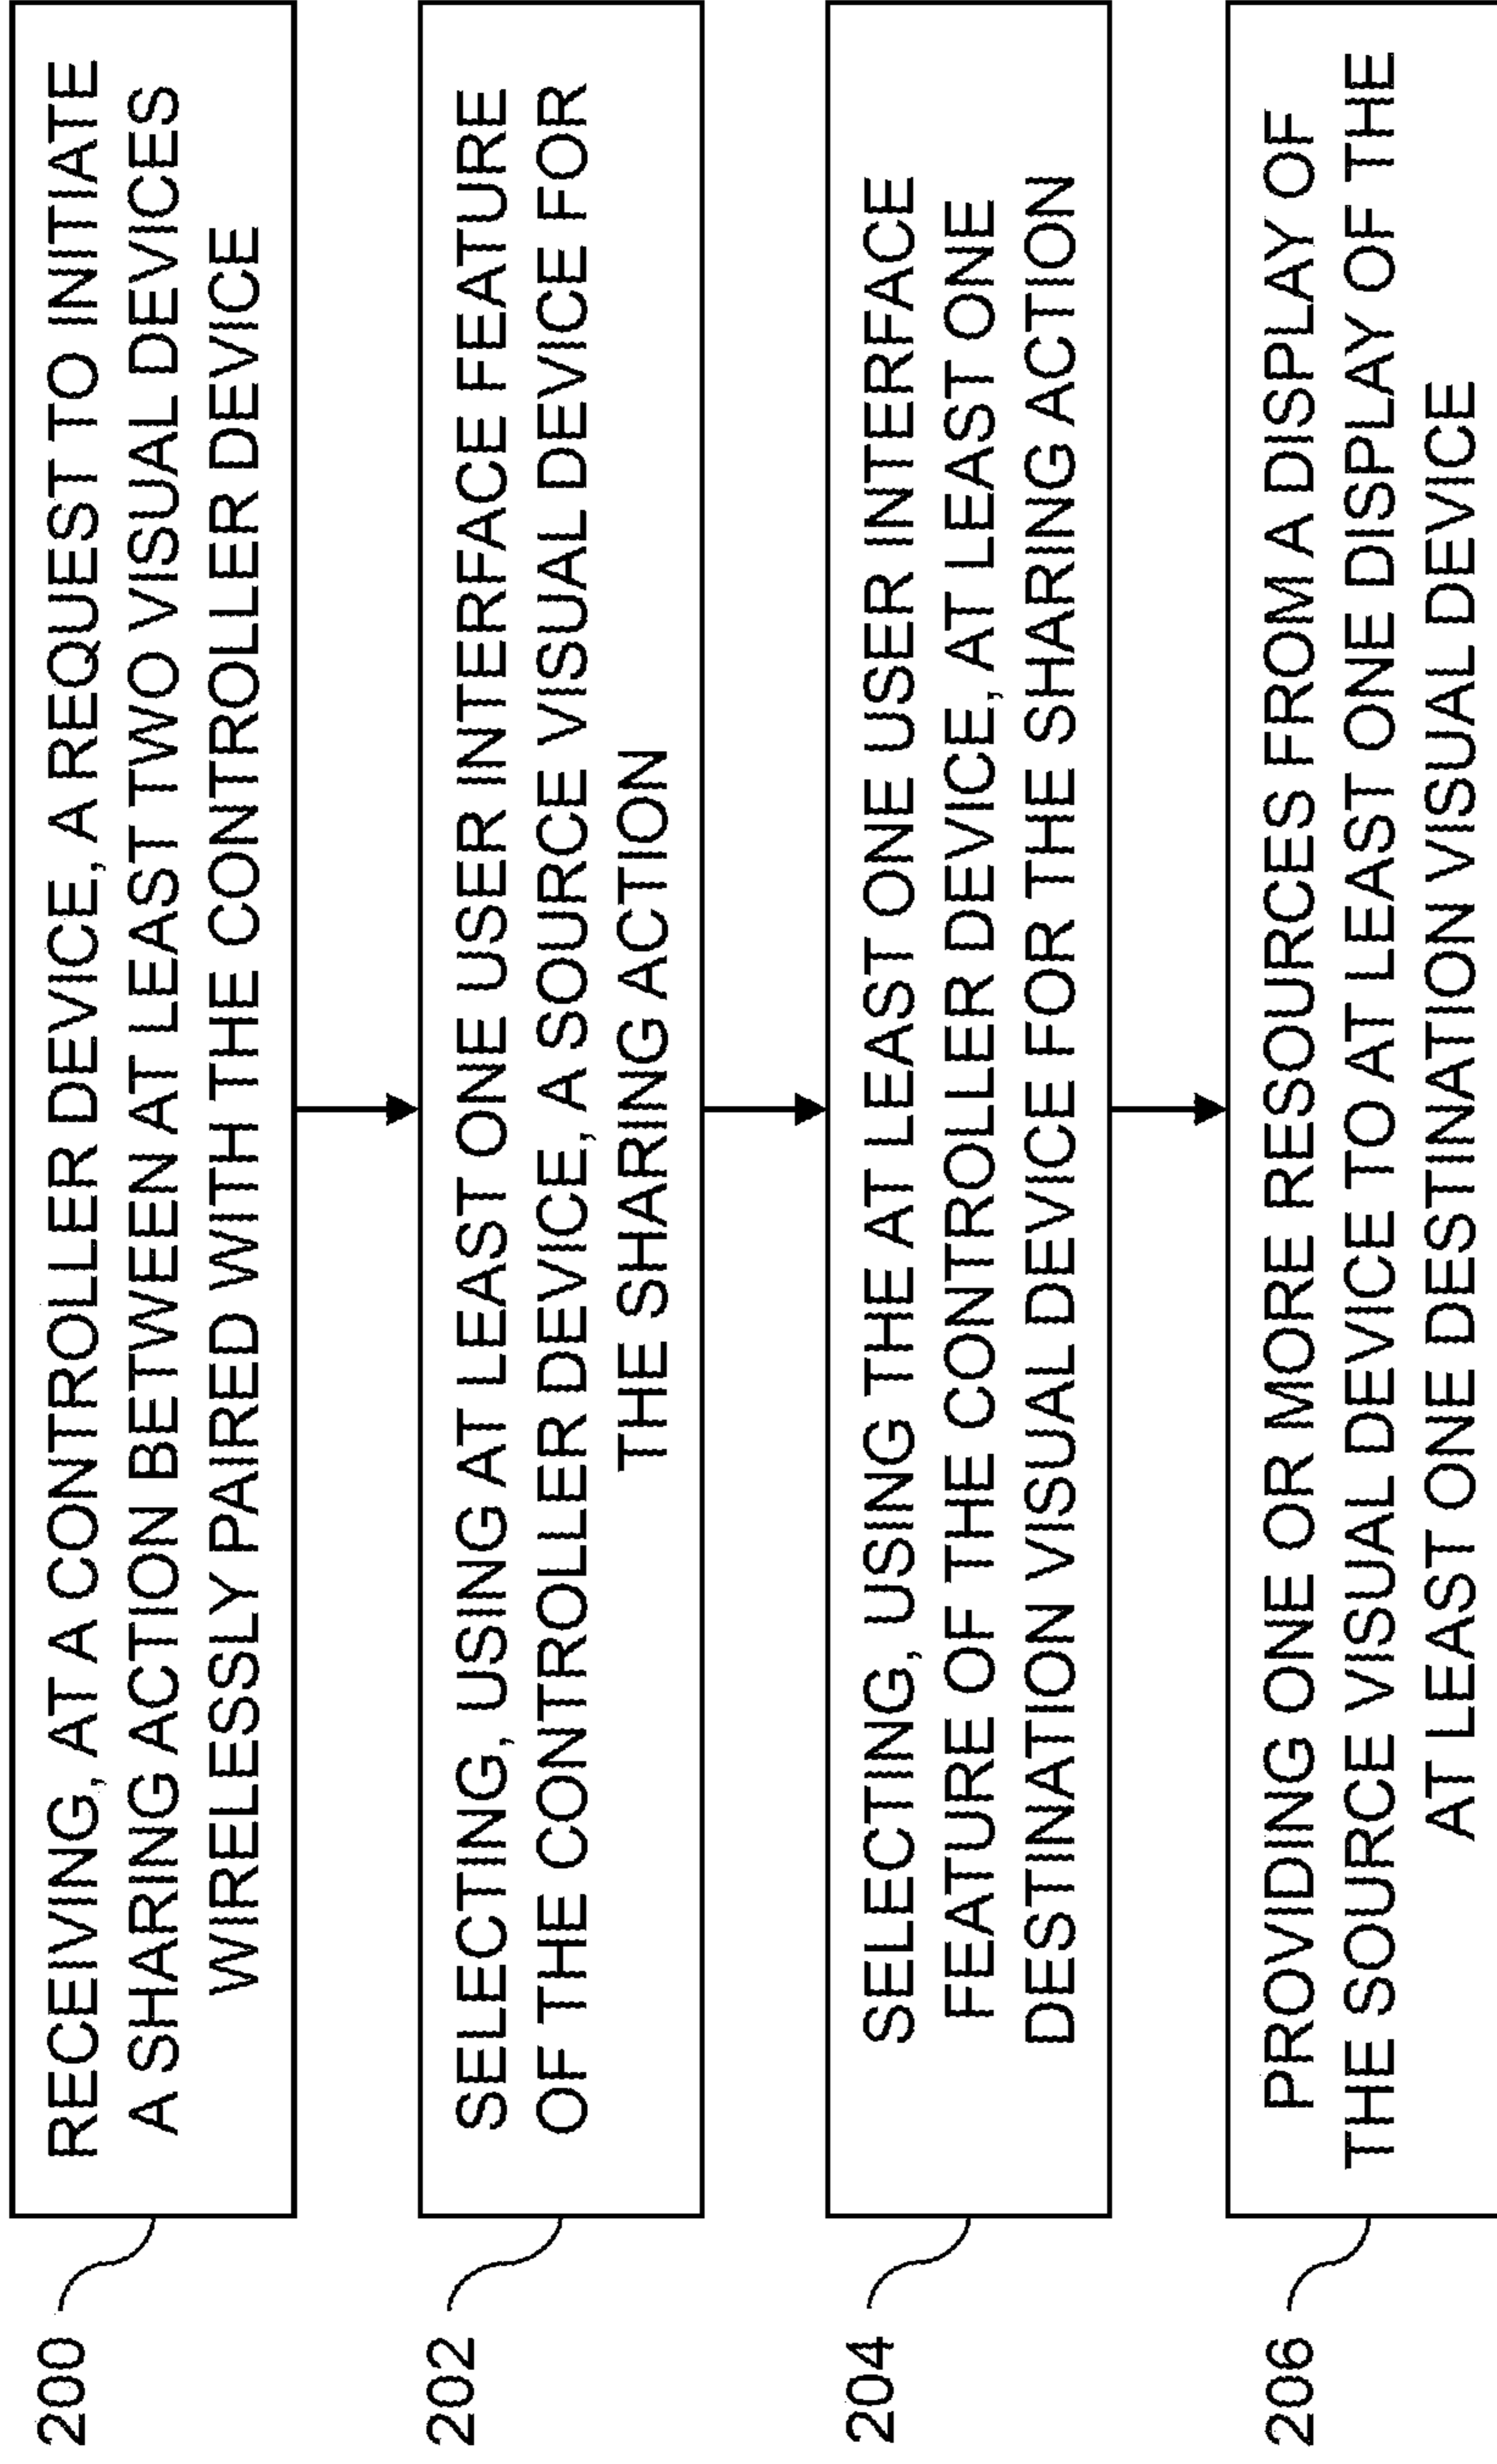 200
RECEIVING, AT A CONTROLLER DEVICE, A REQUEST TO INITIATE
A SHARING ACTION BETWEEN AT LEAST TWO VISUAL DEVICES
WIRELESSLY PAIRED WITH THE CONTROLLER DEVICE
202
SELECTING, USING AT LEAST ONE USER INTERFACE FEATURE
OF THE CONTROLLER DEVICE, A SOURCE VISUAL DEVICE FOR
THE SHARING ACTION
204
SELECTING, USING THE AT LEAST ONE USER INTERFACE
FEATURE OF THE CONTROLLER DEVICE, AT LEAST ONE
DESTINATION VISUAL DEVICE FOR THE SHARING ACTION
206
PROVIDING ONE OR MORE RESOURCES FROM A DISPLAY OF
THE SOURCE VISUAL DEVICE TO AT LEAST ONE DISPLAY OF THE
AT LEAST ONE DESTINATION VISUAL DEVICE